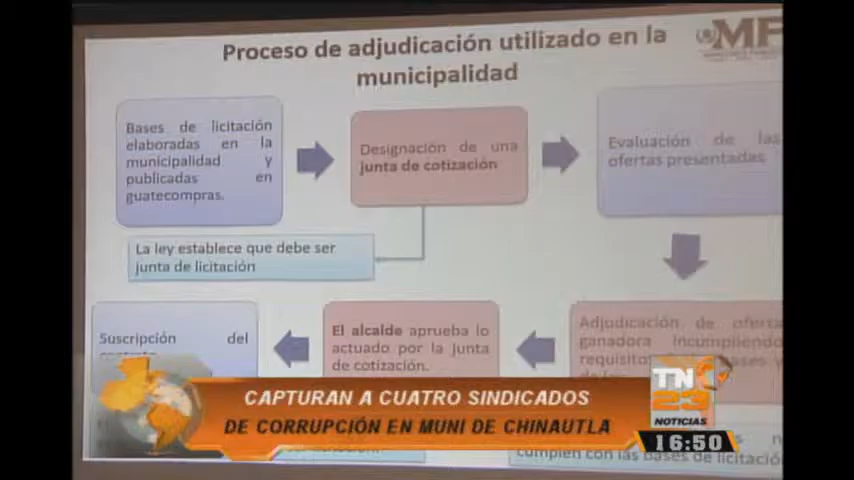 Proceso de adjudicación utilizado en la
municipalidad
MP
Bases de licitación
elaboradas en la
municipalidad y
publicadas en
guatecompras.
Designación de una
junta de cotización
Evaluación de las
ofertas presentadas
La ley establece que debe ser
junta de licitación
Suscripción del
El alcalde aprueba lo
actuado por la junta
de cotización.
Adjudicación de oferta
ganadora incumpliendo
requisitos bases y
cumplen con las bases de licitació
CAPTURAN A CUATRO SINDICADOS
DE CORRUPCIÓN EN MUNI DE CHINAUTLA
TN
23
NOTICIAS
16:50